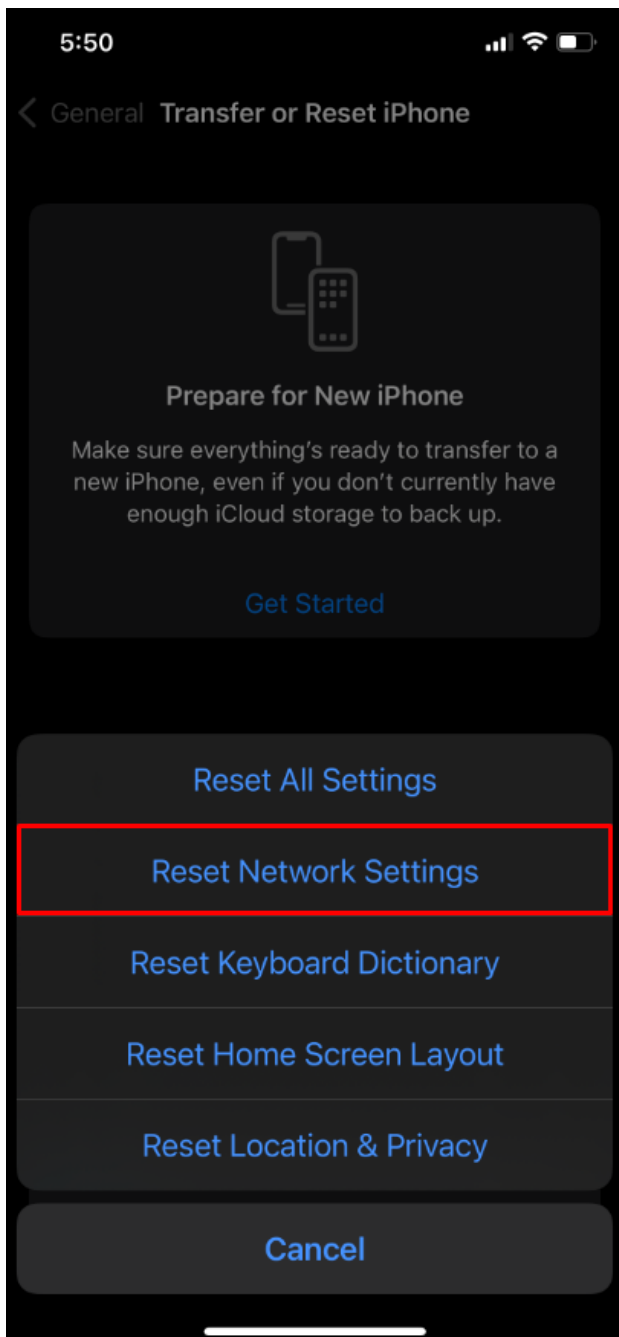 5:50
General Transfer or Reset iPhone
Prepare for New iPhone
Make sure everything's ready to transfer to a
new iPhone, even if you don't currently have
enough iCloud storage to back up.
Get Started
Reset All Settings
Reset Network Settings
Reset Keyboard Dictionary
Reset Home Screen Layout
Reset Location & Privacy
Cancel